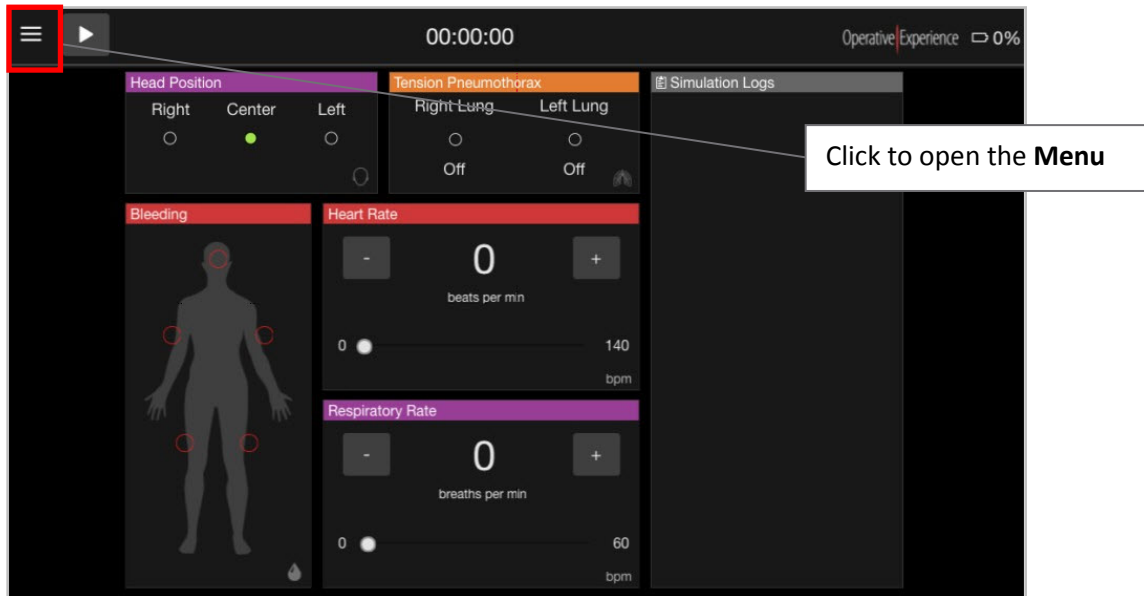 00:00:00
Operative Experience 0%
Head Position
Right Center Left
Tension Pneumothorax
Right Lung Left Lung
Off Off
Simulation Logs
Click to open the Menu
Bleeding
Heart Rate
- 0 +
beats per min
0 140
bpm
Respiratory Rate
- 0 +
breaths per min
0 60
bpm